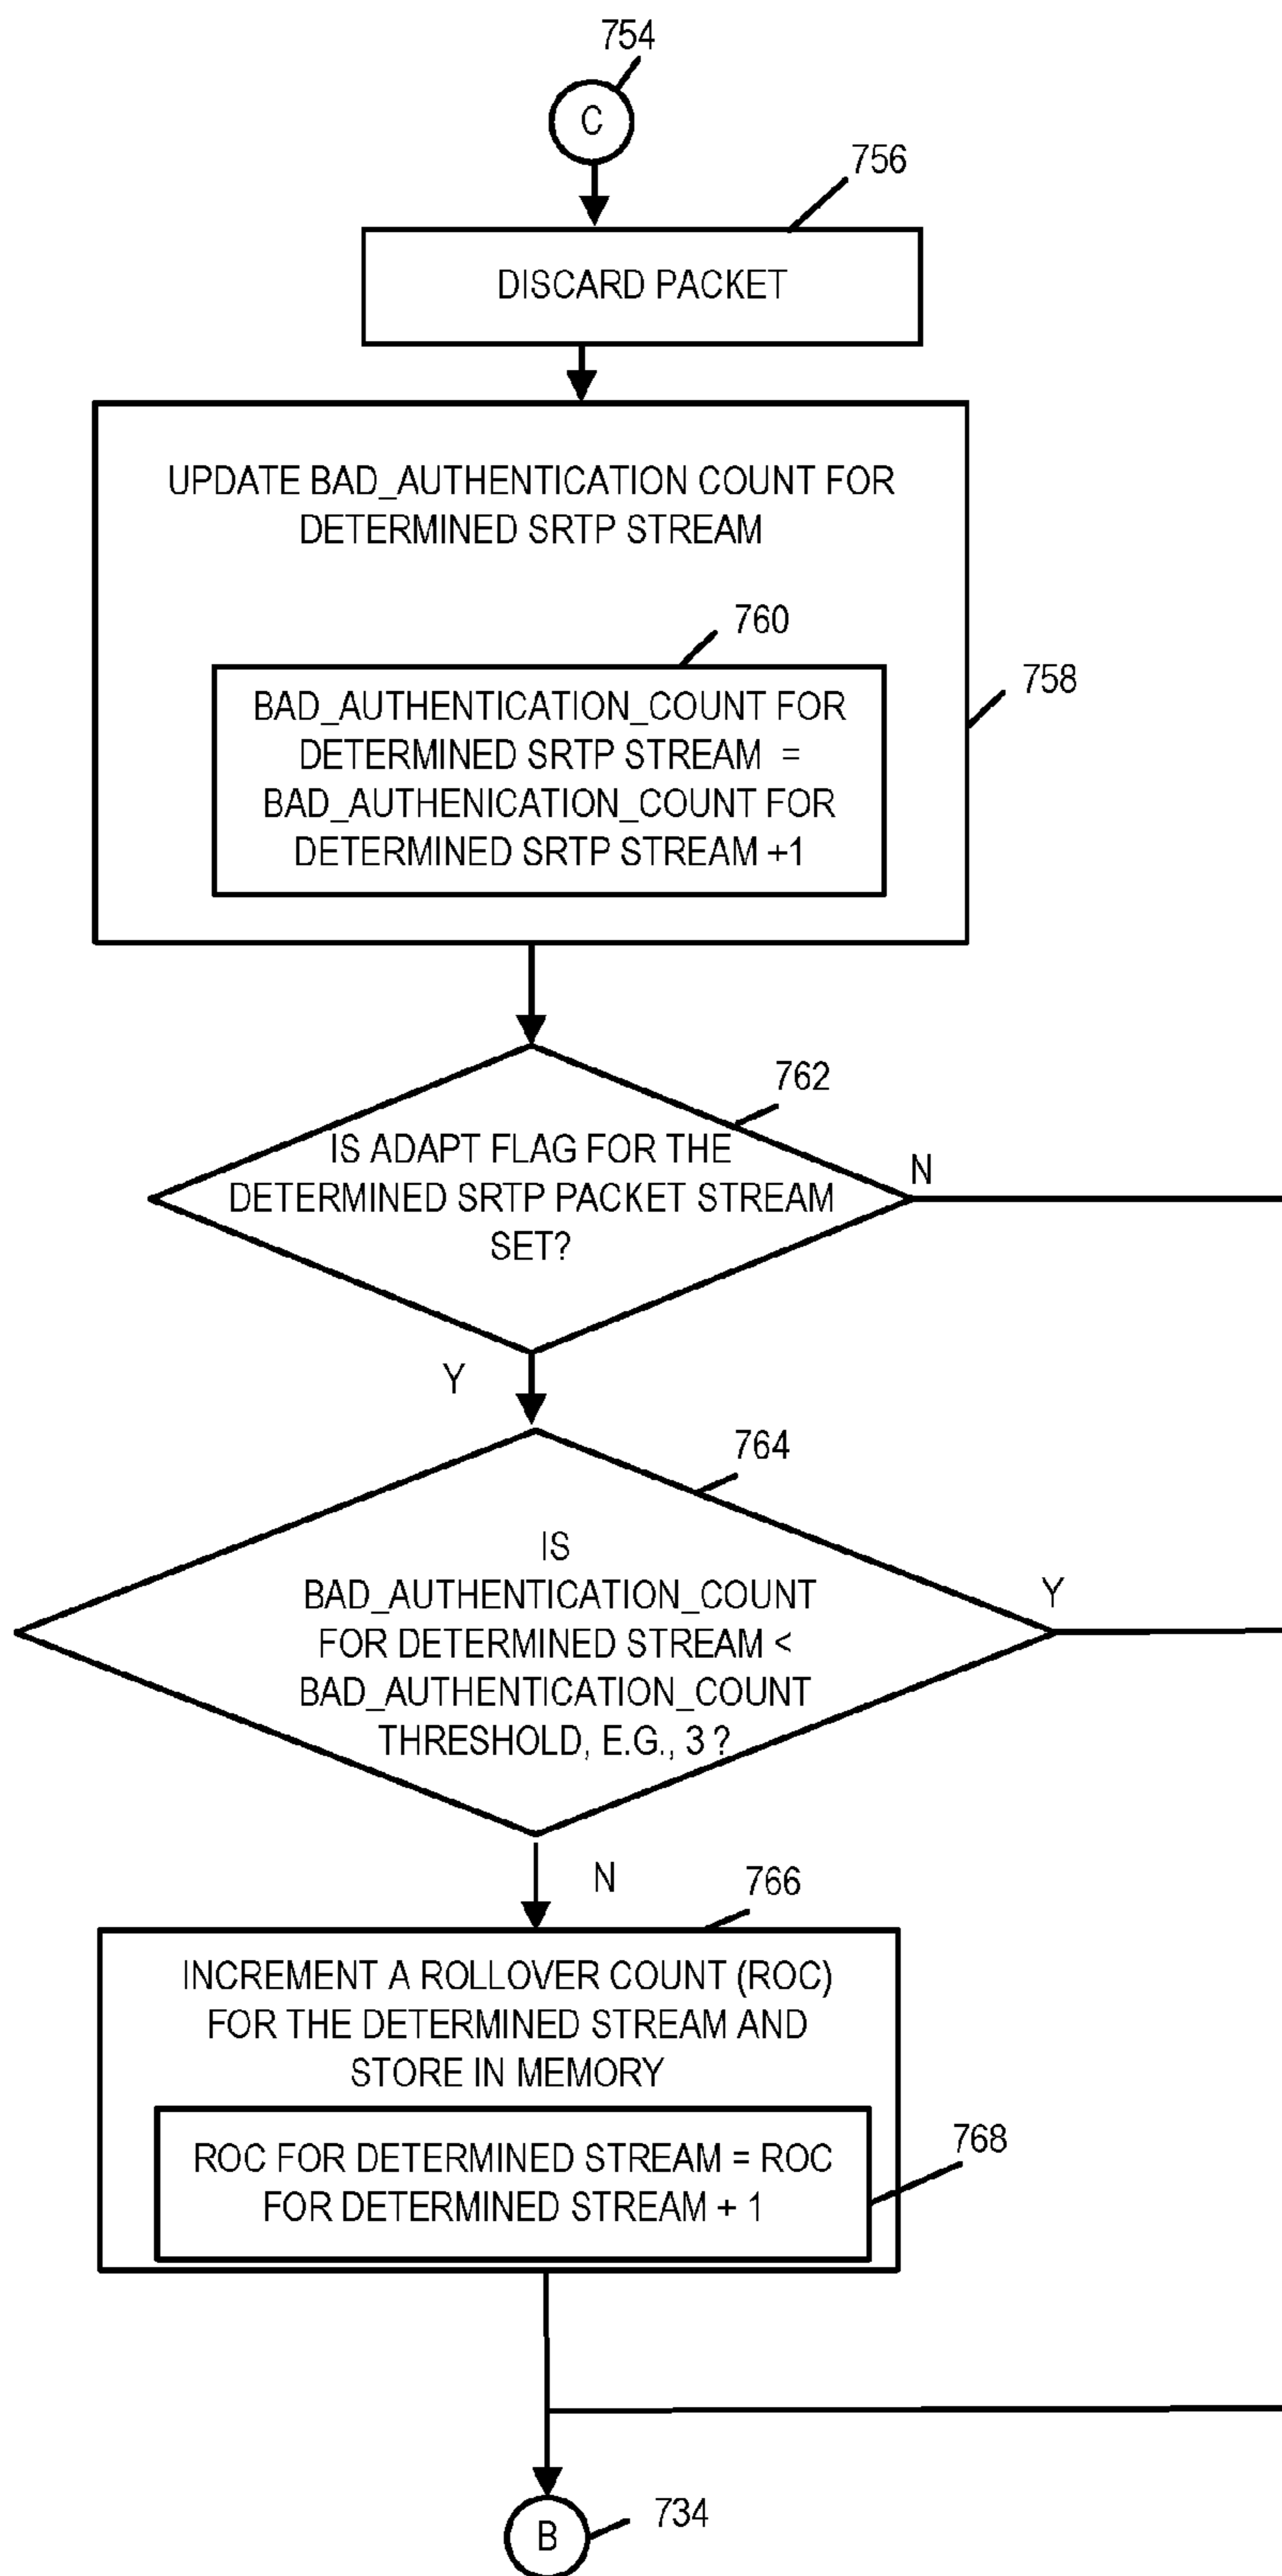 754
C
756
DISCARD PACKET
UPDATE BAD_AUTHENTICATION COUNT FOR
DETERMINED SRTP STREAM
760
758
BAD_AUTHENTICATION_COUNT FOR
DETERMINED SRTP STREAM =
BAD_AUTHENICATION_COUNT FOR
DETERMINED SRTP STREAM +1
762
IS ADAPT FLAG FOR THE
DETERMINED SRTP PACKET STREAM
SET?
N
Y
764
IS
BAD_AUTHENTICATION_COUNT
FOR DETERMINED STREAM <
BAD_AUTHENTICATION_COUNT
THRESHOLD, E.G., 3 ?
Y
N
766
INCREMENT A ROLLOVER COUNT (ROC)
FOR THE DETERMINED STREAM AND
STORE IN MEMORY
768
ROC FOR DETERMINED STREAM = ROC
FOR DETERMINED STREAM + 1
B
734